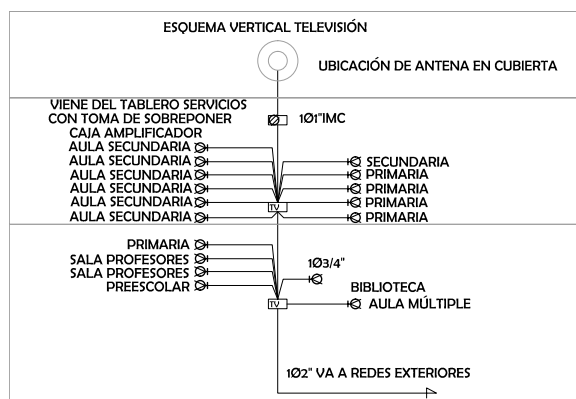 ESQUEMA VERTICAL TELEVISIÓN
UBICACIÓN DE ANTENA EN CUBIERTA
VIENE DEL TABLERO SERVICIOS
CON TOMA DE SOBREPONER
1Ø1"IMC
CAJA AMPLIFICADOR
AULA SECUNDARIA
AULA SECUNDARIA
SECUNDARIA
AULA SECUNDARIA
PRIMARIA
AULA SECUNDARIA
PRIMARIA
AULA SECUNDARIA
PRIMARIA
TV
AULA SECUNDARIA
PRIMARIA
PRIMARIA
SALA PROFESORES
1Ø3/4"
SALA PROFESORES
PREESCOLAR
BIBLIOTECA
TV
AULA MÚLTIPLE
1Ø2" VA A REDES EXTERIORES